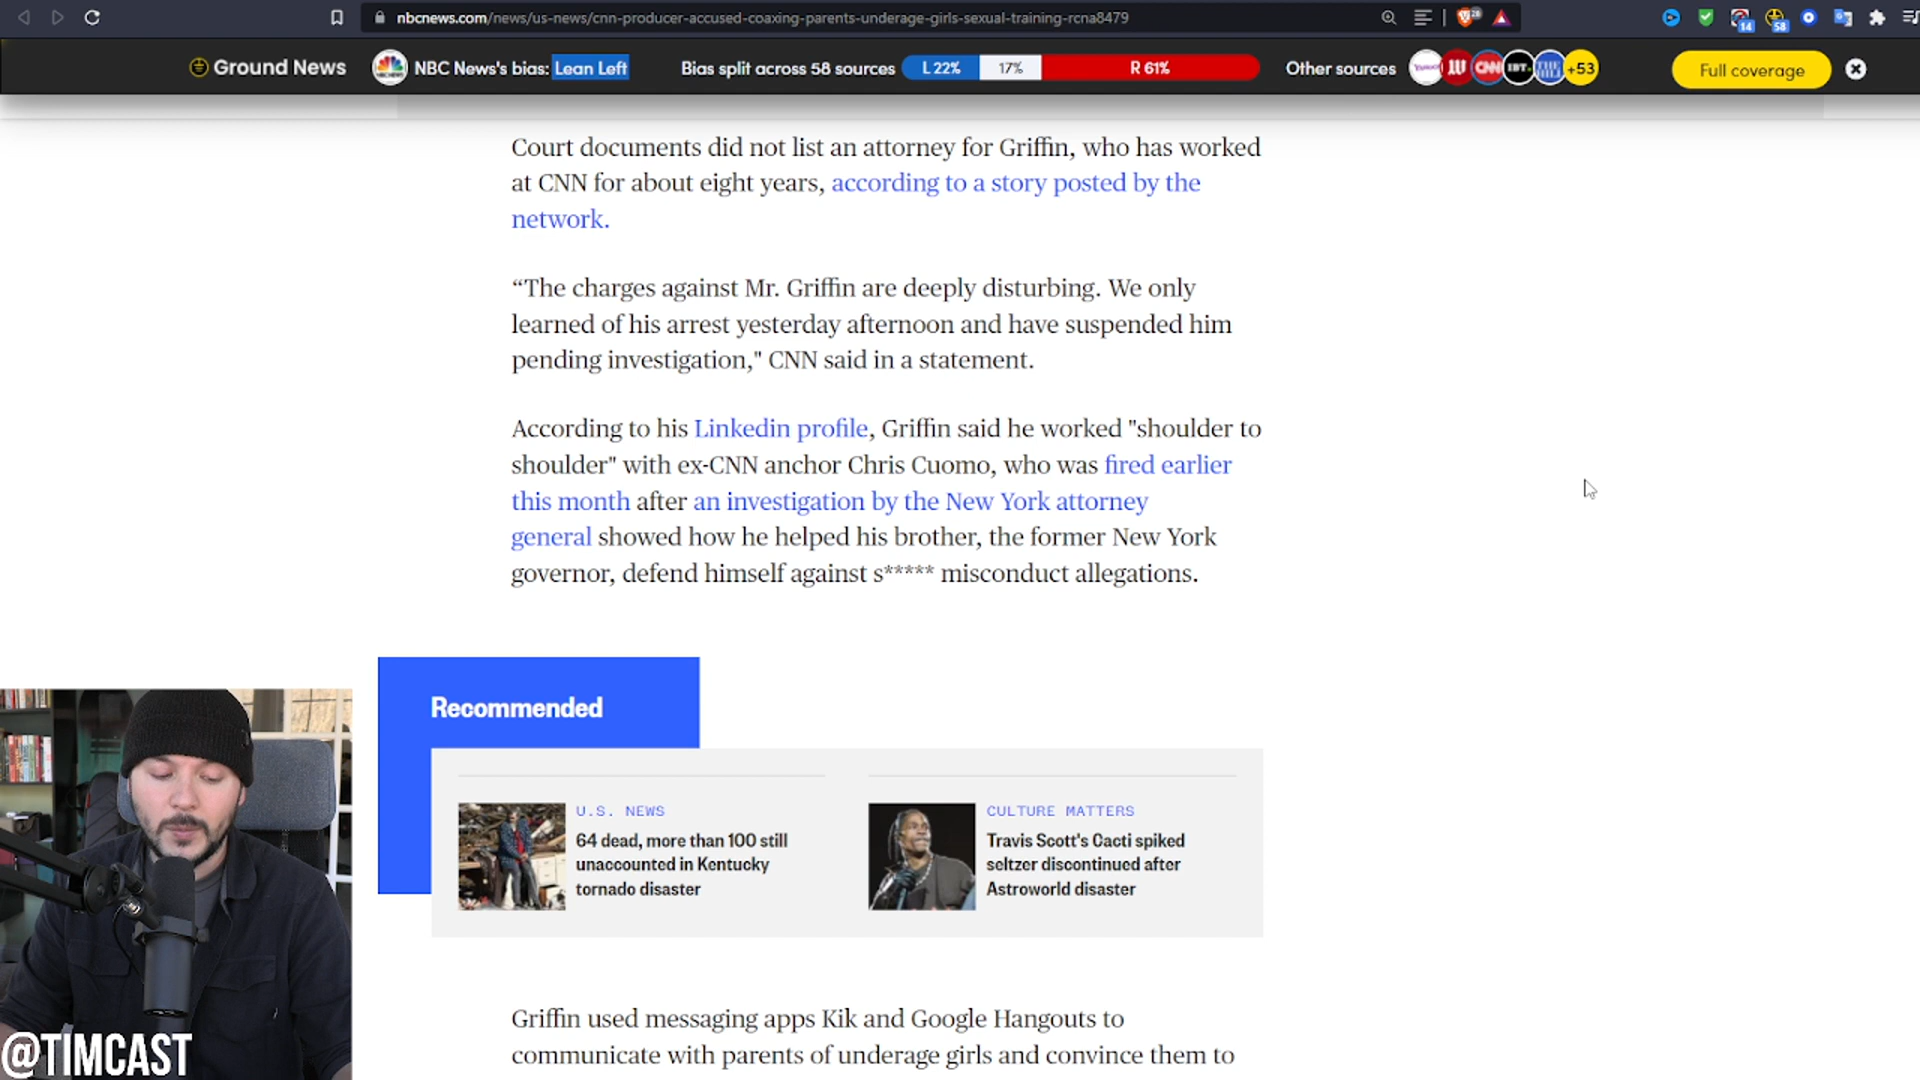 nbcnews.com/news/us-news/cnn-producer-accused-coaxing-parents-underage-girls-sexual-training-rcna8479
Ground News
NBC News's bias: Lean Left
Bias split across 58 sources
L 22%
17%
R 61%
Other sources
CNN
IBT
+53
Full coverage
Court documents did not list an attorney for Griffin, who has worked
at CNN for about eight years, according to a story posted by the
network.
“The charges against Mr. Griffin are deeply disturbing. We only
learned of his arrest yesterday afternoon and have suspended him
pending investigation," CNN said in a statement.
According to his Linkedin profile, Griffin said he worked "shoulder to
shoulder" with ex-CNN anchor Chris Cuomo, who was fired earlier
this month after an investigation by the New York attorney
general showed how he helped his brother, the former New York
governor, defend himself against s***** misconduct allegations.
Recommended
U.S. NEWS
64 dead, more than 100 still
unaccounted in Kentucky
tornado disaster
CULTURE MATTERS
Travis Scott's Cacti spiked
seltzer discontinued after
Astroworld disaster
Griffin used messaging apps Kik and Google Hangouts to
communicate with parents of underage girls and convince them to
@TIMCAST